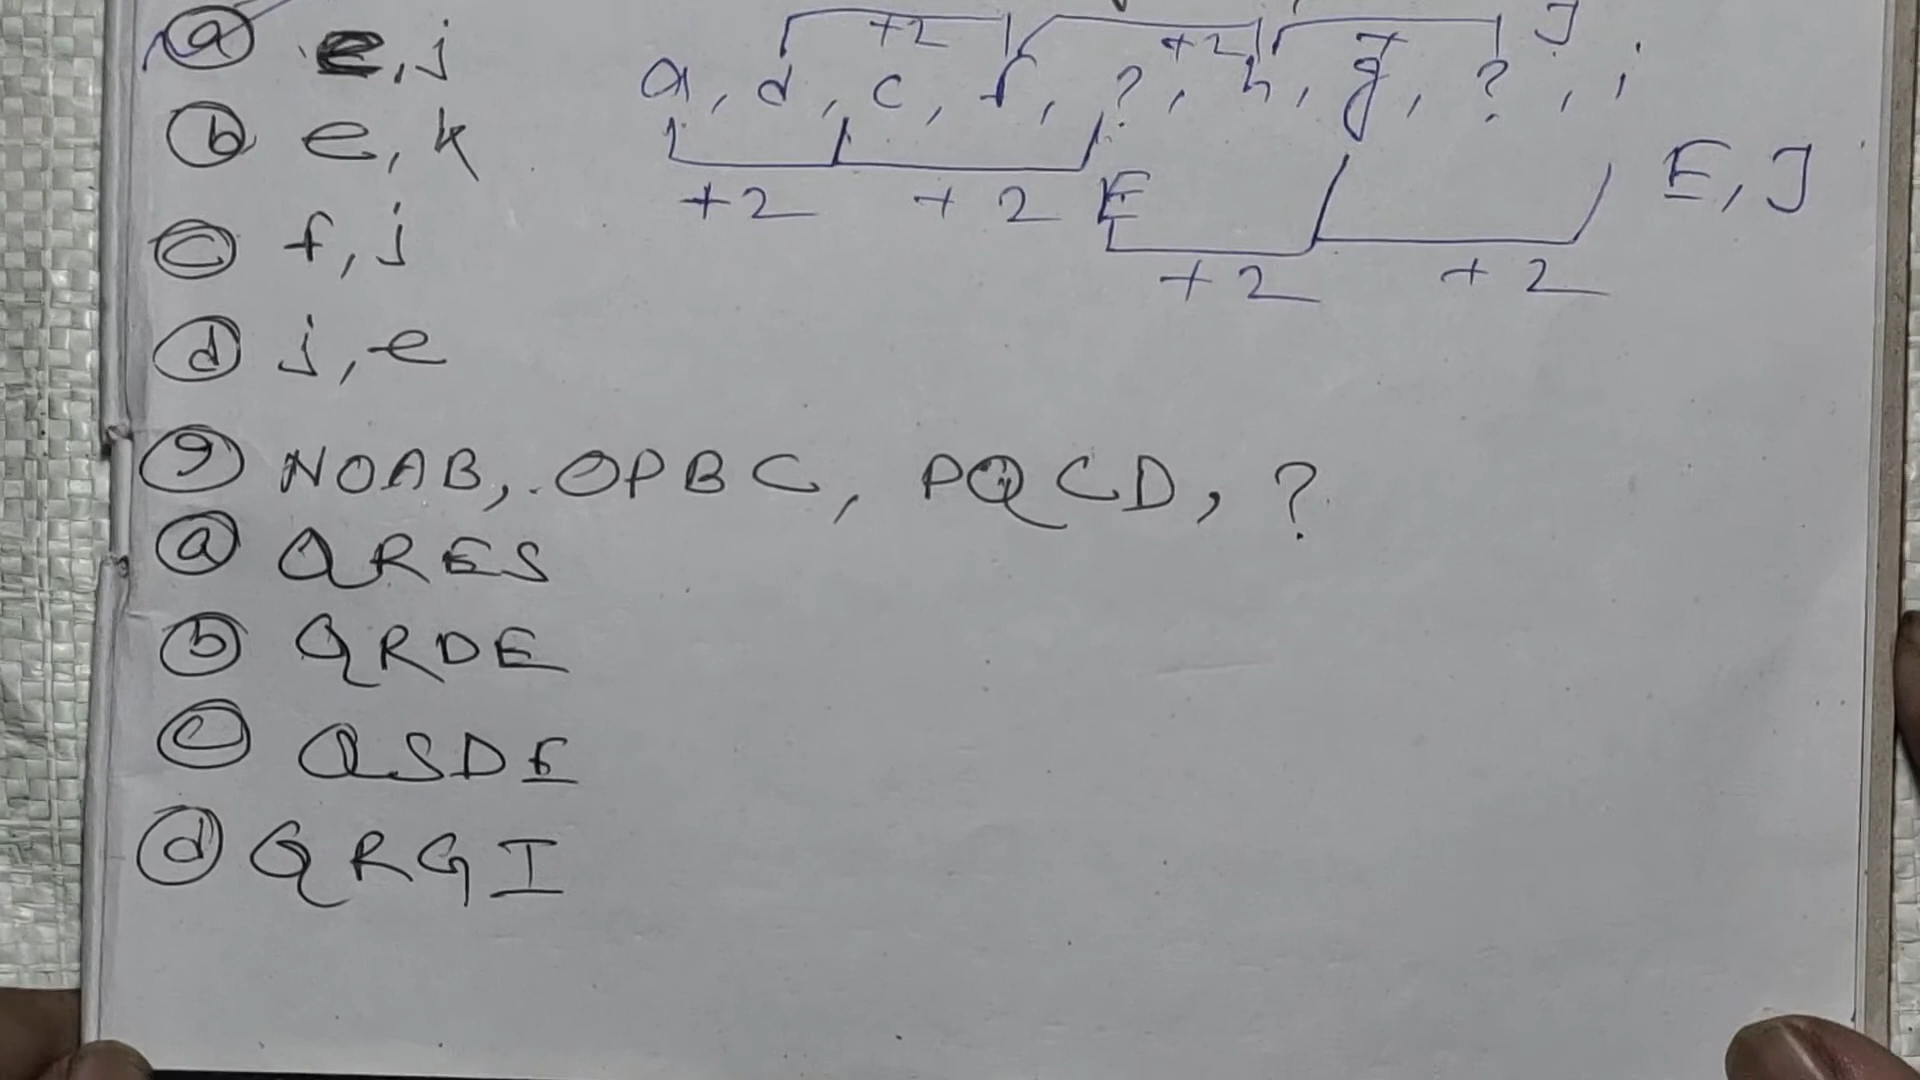 (a) e, j
+2 +2 J
a, d, c, f, ?, h, g, ?, i
(b) e, k
+2 +2 E E, J
(c) f, j
+2 +2
(d) j, e
(9) NOAB, OPBC, PQCD, ?
(a) QRES
(b) QRDE
(c) QSDE
(d) QRGI